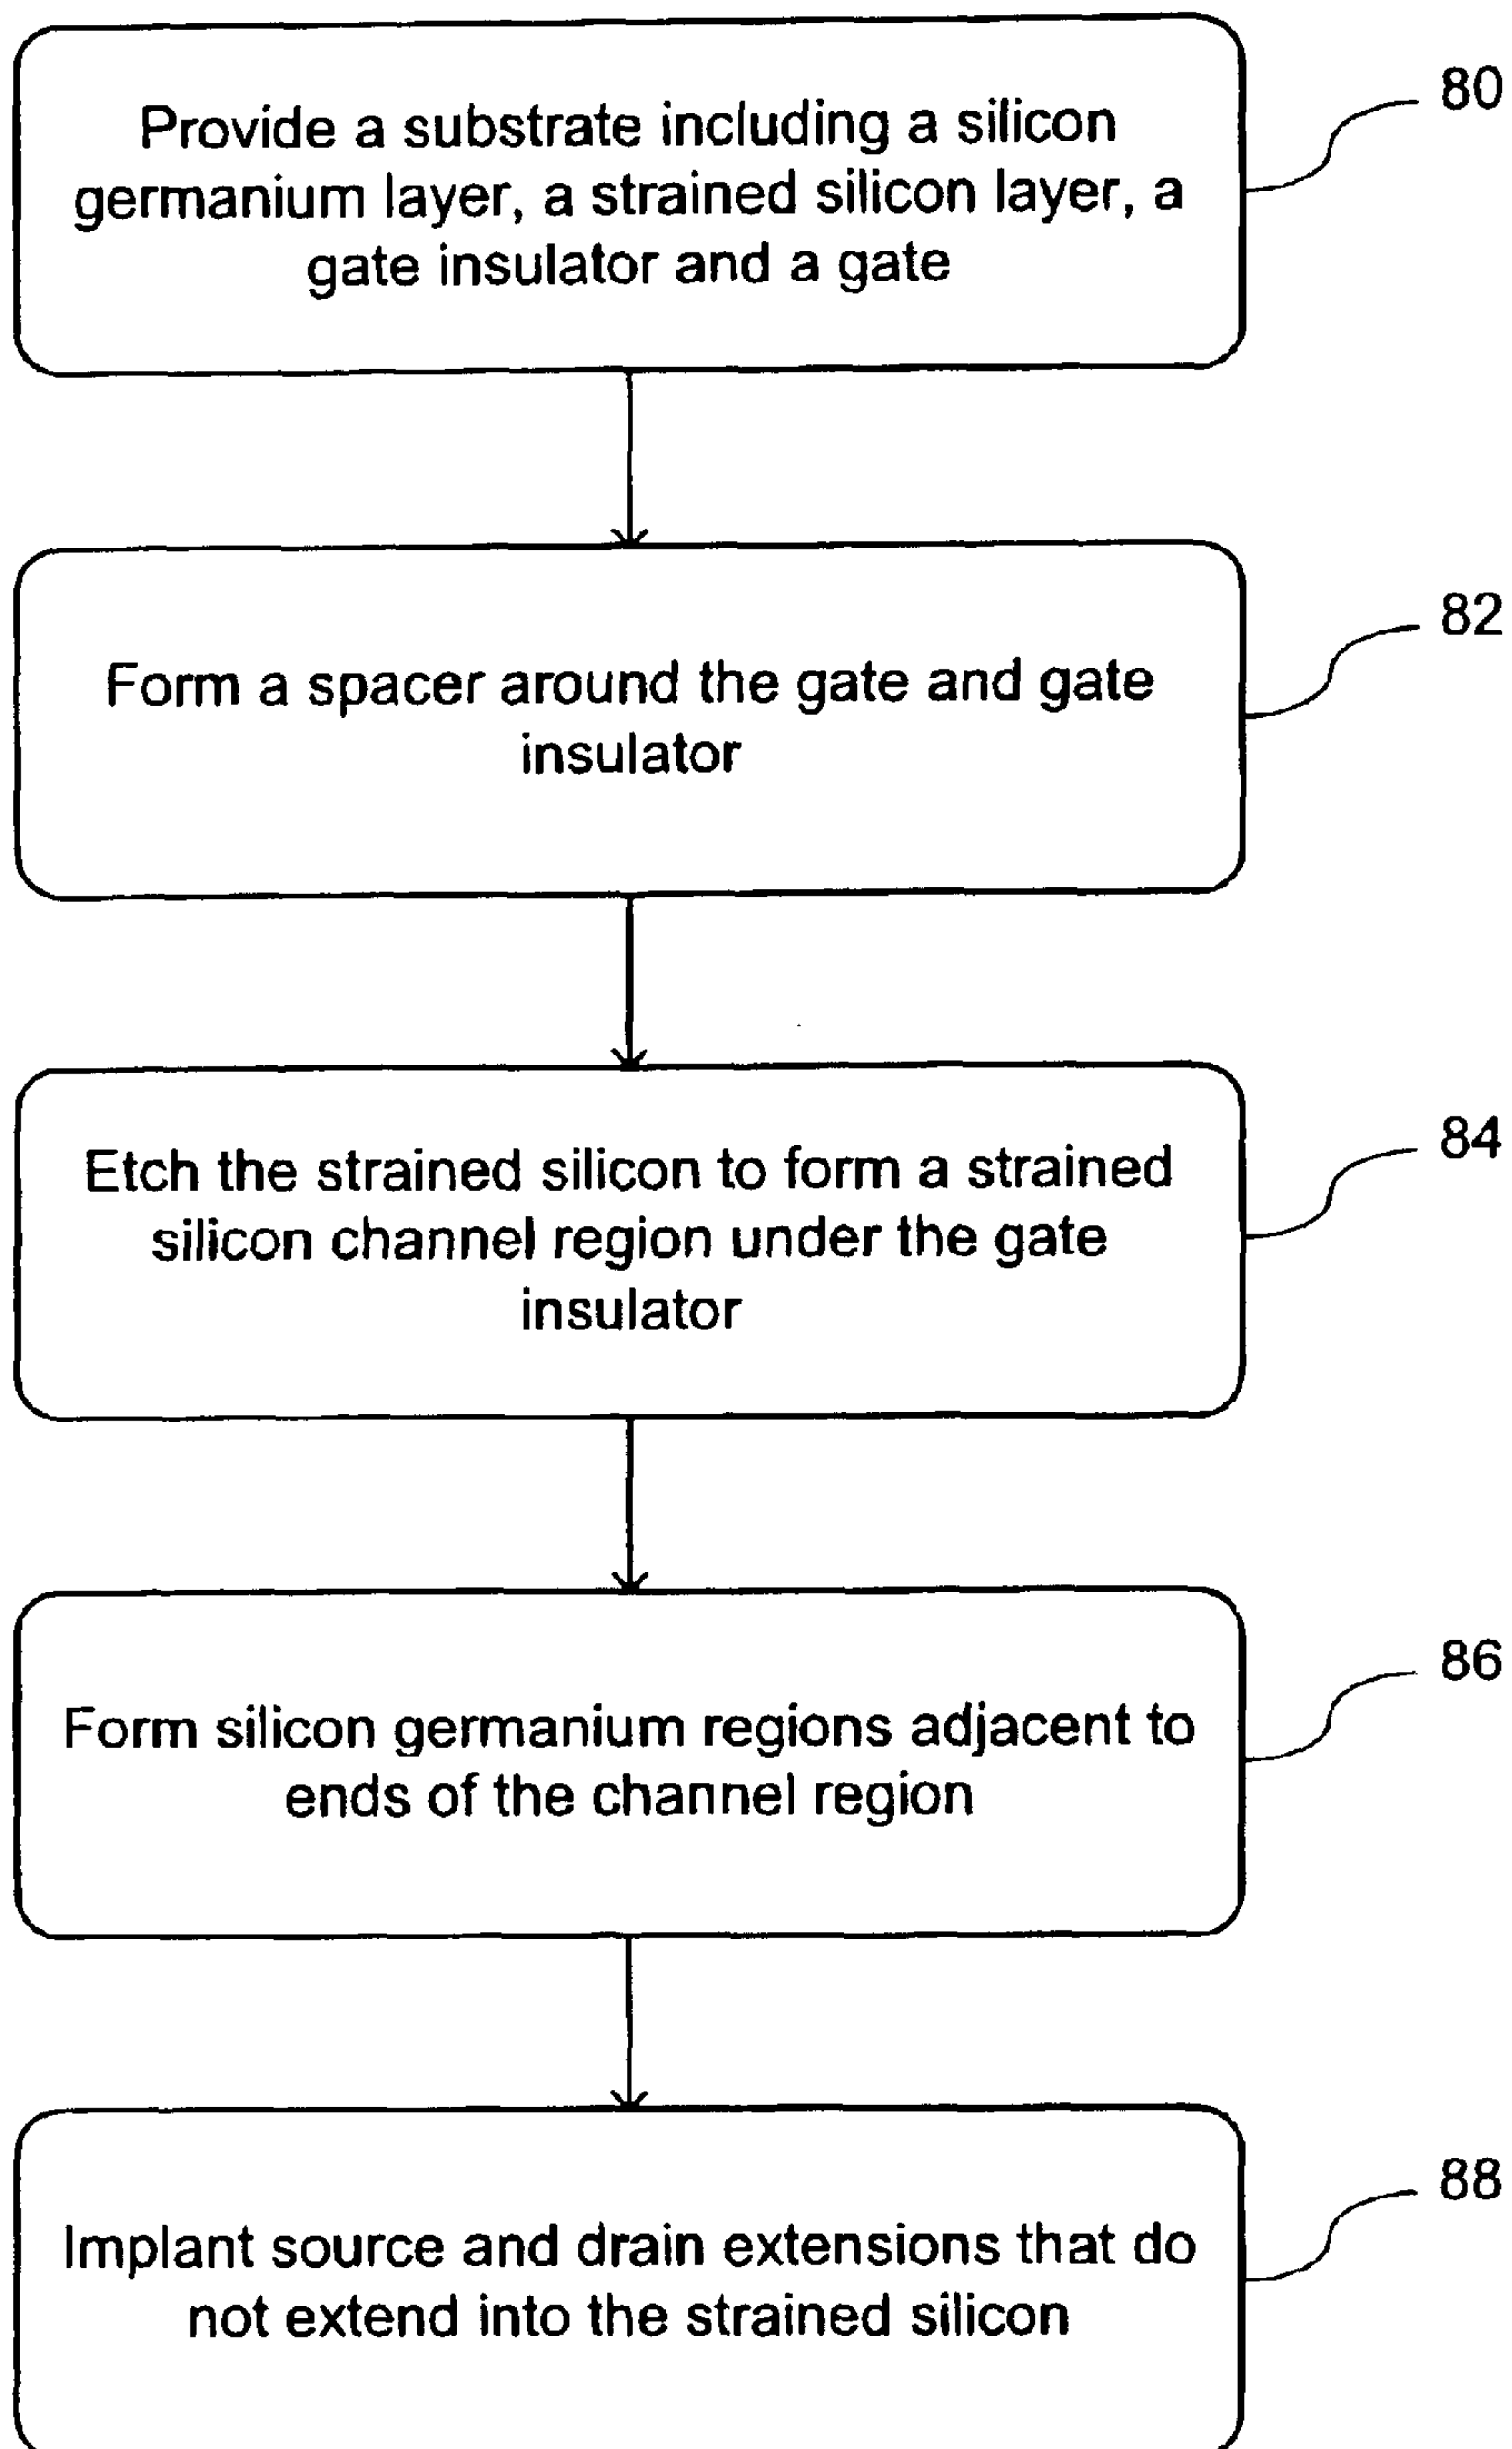 80
Provide a substrate including a silicon
germanium layer, a strained silicon layer, a
gate insulator and a gate
82
Form a spacer around the gate and gate
insulator
84
Etch the strained silicon to form a strained
silicon channel region under the gate
insulator
86
Form silicon germanium regions adjacent to
ends of the channel region
88
Implant source and drain extensions that do
not extend into the strained silicon